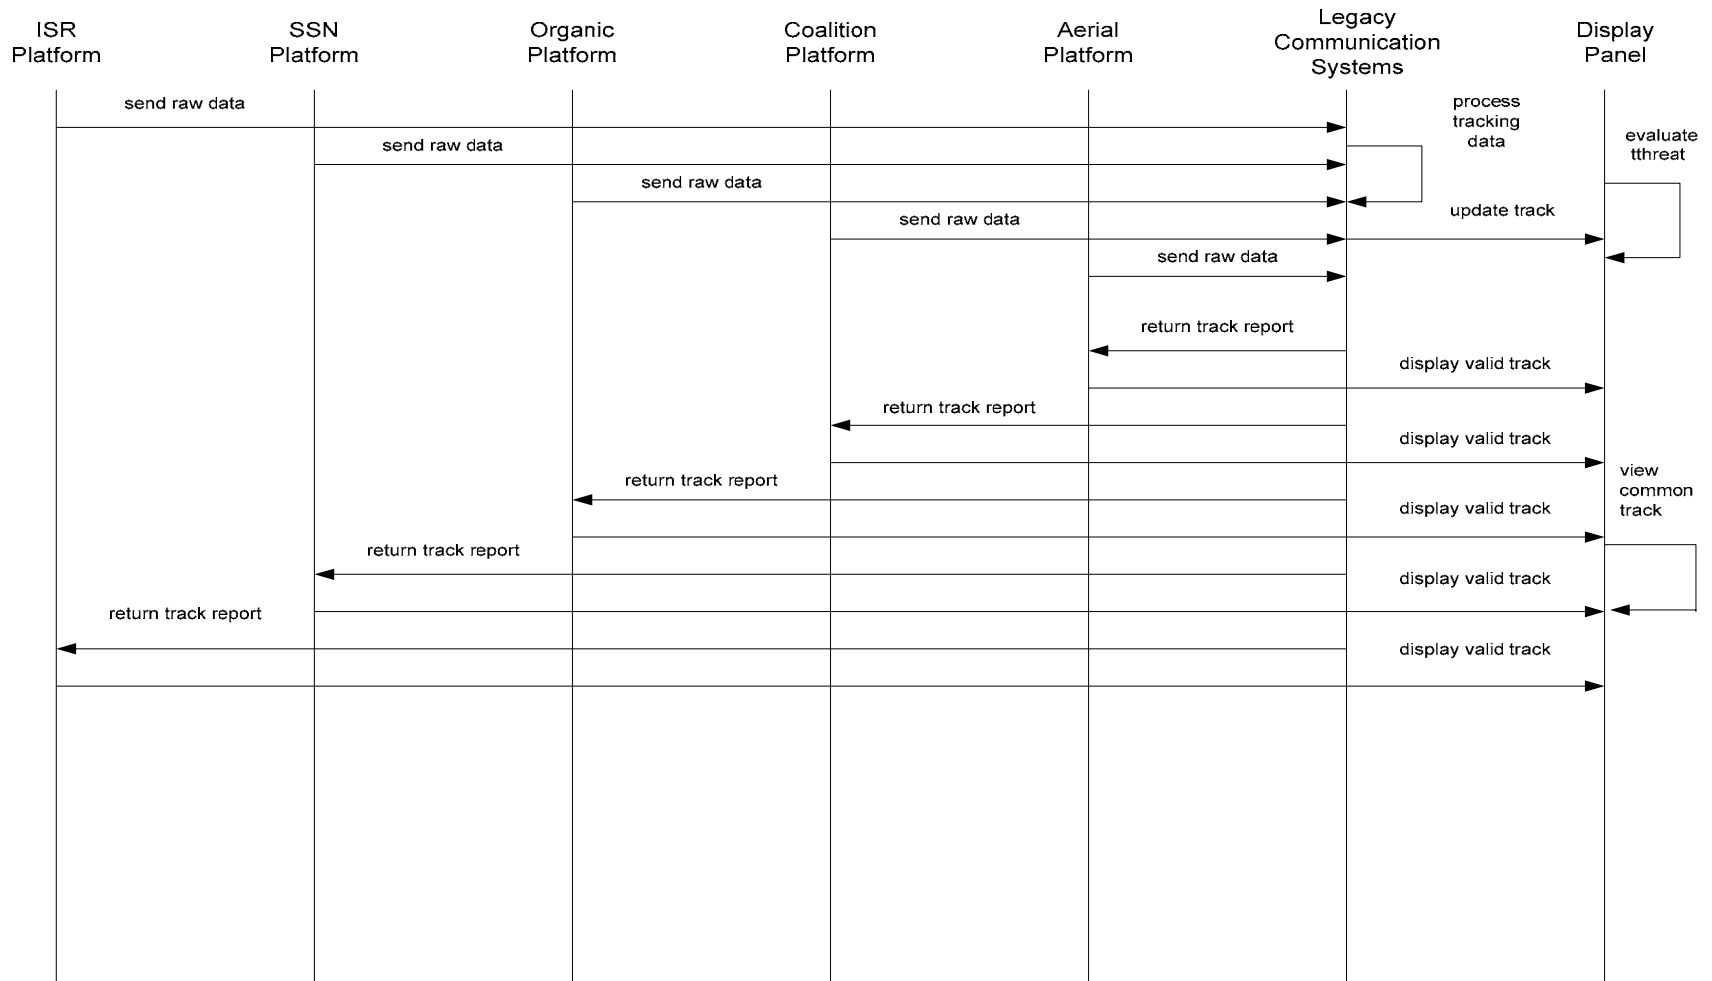 ISR
Platform
SSN
Platform
Organic
Platform
Coalition
Platform
Aerial
Platform
Legacy
Communication
Systems
Display
Panel
send raw data
process
tracking
data
evaluate
tthreat
send raw data
send raw data
update track
send raw data
send raw data
return track report
display valid track
return track report
display valid track
view
common
track
return track report
display valid track
return track report
display valid track
return track report
display valid track